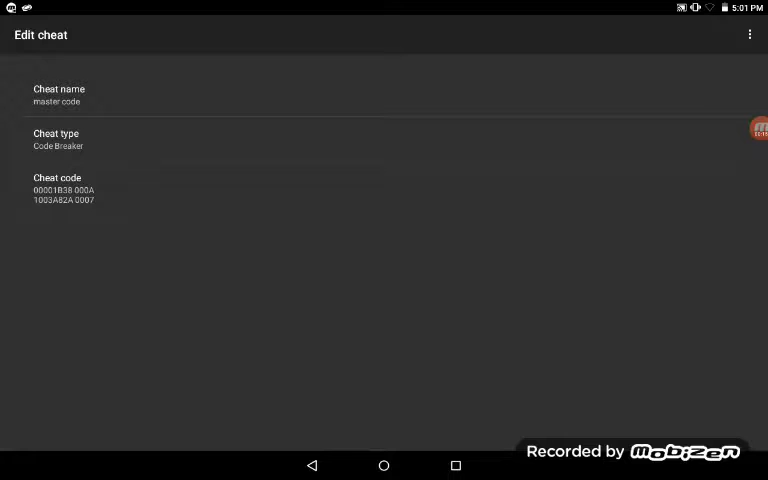 5:01 PM
Edit cheat
Cheat name
master code
Cheat type
Code Breaker
Cheat code
00001B38 000A
1003A82A 0007
Recorded by Mobizen